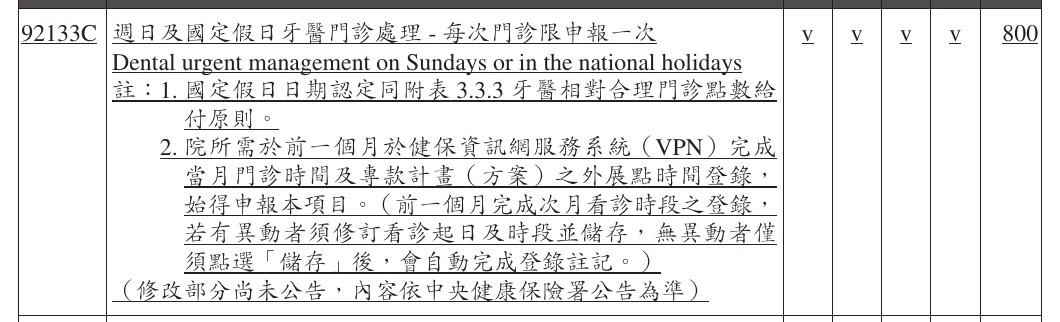 92133C 週日及國定假日牙醫門診處理 - 每次門診限申報一次 v v v v 800
Dental urgent management on Sundays or in the national holidays
註：1. 國定假日日期認定同附表 3.3.3 牙醫相對合理門診點數給
付原則。
2. 院所需於前一個月於健保資訊網服務系統（VPN）完成
當月門診時間及專款計畫（方案）之外展點時間登錄，
始得申報本項目。（前一個月完成次月看診時段之登錄，
若有異動者須修訂看診起日及時段並儲存，無異動者僅
須點選「儲存」後，會自動完成登錄註記。）
（修改部分尚未公告，內容依中央健康保險署公告為準）